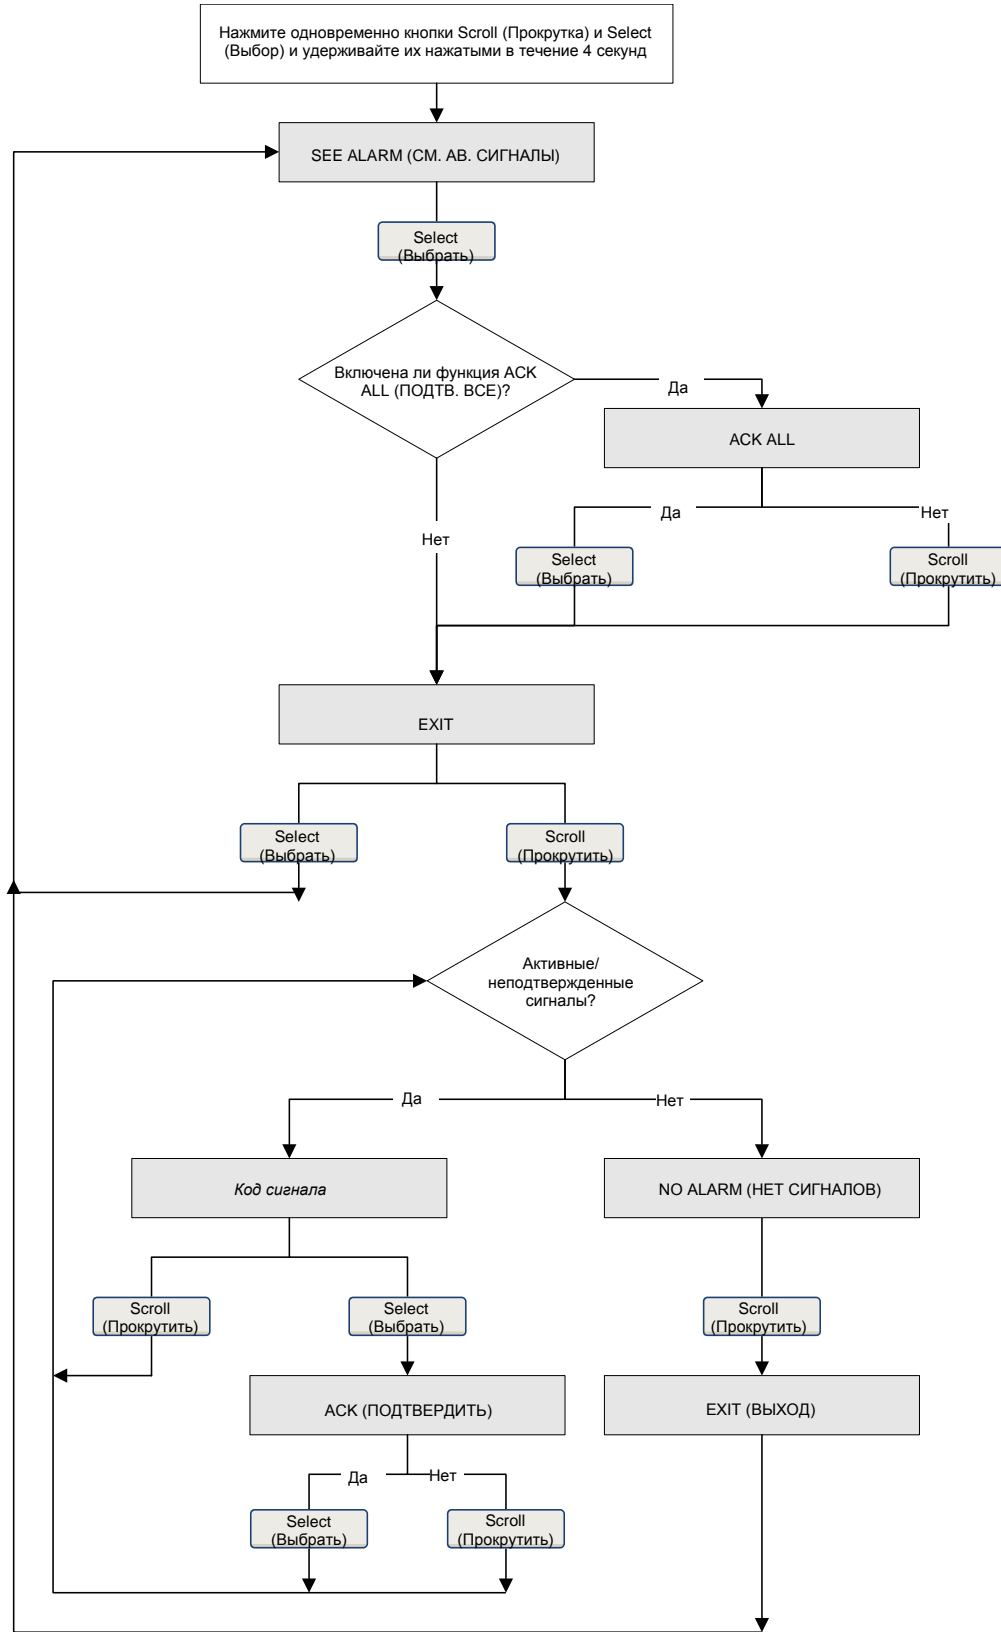 Нажмите одновременно кнопки Scroll (Прокрутка) и Select
(Выбор) и удерживайте их нажатыми в течение 4 секунд
SEE ALARM (СМ. АВ. СИГНАЛЫ)
Select
(Выбрать)
Включена ли функция ACK
ALL (ПОДТВ. ВСЕ)?
Да
ACK ALL
Нет
Да
Нет
Select
(Выбрать)
Scroll
(Прокрутить)
EXIT
Select
(Выбрать)
Scroll
(Прокрутить)
Активные/
неподтвержденные
сигналы?
Да
Нет
Код сигнала
NO ALARM (НЕТ СИГНАЛОВ)
Scroll
(Прокрутить)
Select
(Выбрать)
Scroll
(Прокрутить)
ACK (ПОДТВЕРДИТЬ)
EXIT (ВЫХОД)
Да
Нет
Select
(Выбрать)
Scroll
(Прокрутить)